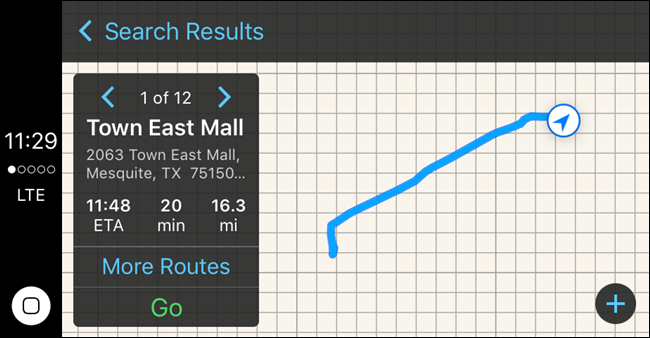 Search Results
1 of 12
Town East Mall
2063 Town East Mall,
Mesquite, TX 75150...
11:48 20 16.3
ETA min mi
More Routes
Go
11:29
LTE